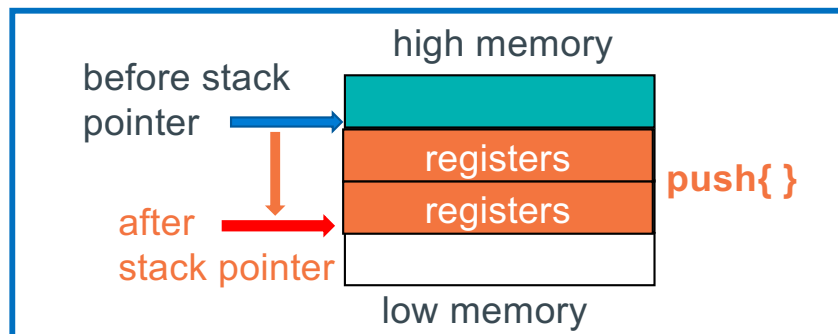 high memory
before stack
pointer
registers
push{ }
registers
after
stack pointer
low memory